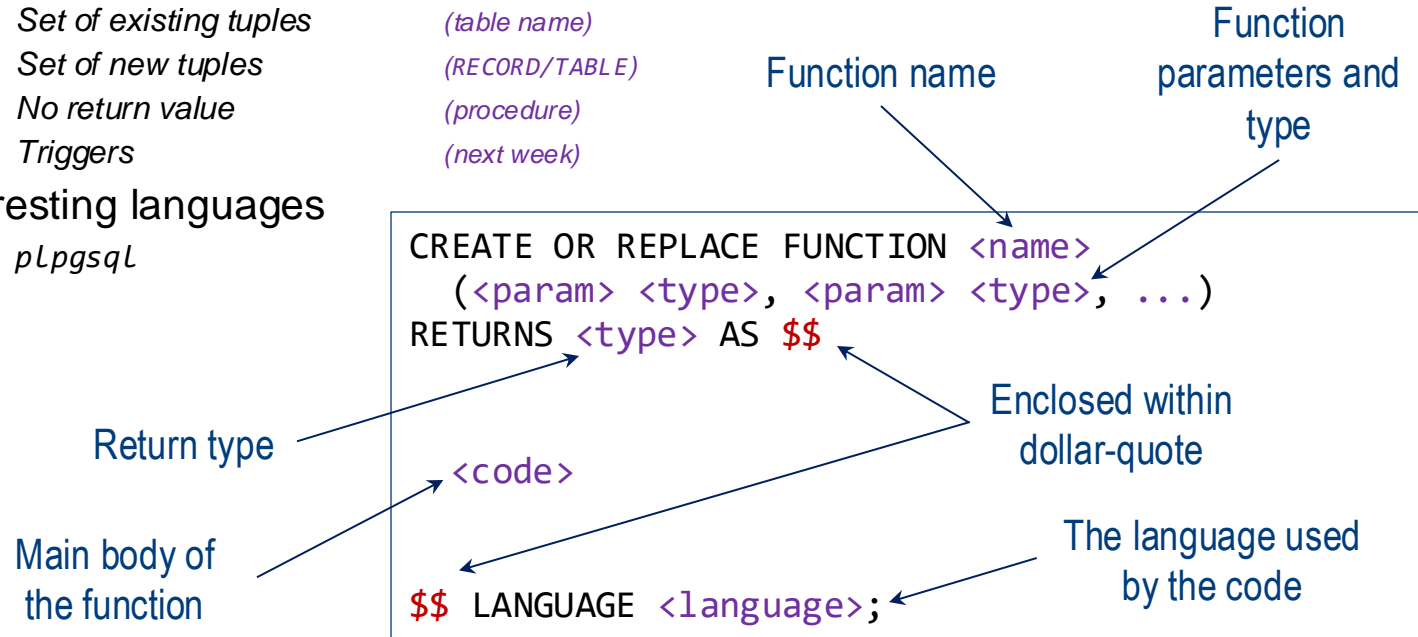 Set of existing tuples (table name)
Set of new tuples (RECORD/TABLE)
No return value (procedure)
Triggers (next week)
resting languages
plpgsql
Function name
Function
parameters and
type
CREATE OR REPLACE FUNCTION <name>
(<param> <type>, <param> <type>, ...)
RETURNS <type> AS $$
<code>
$$ LANGUAGE <language>;
Return type
Enclosed within
dollar-quote
Main body of
the function
The language used
by the code